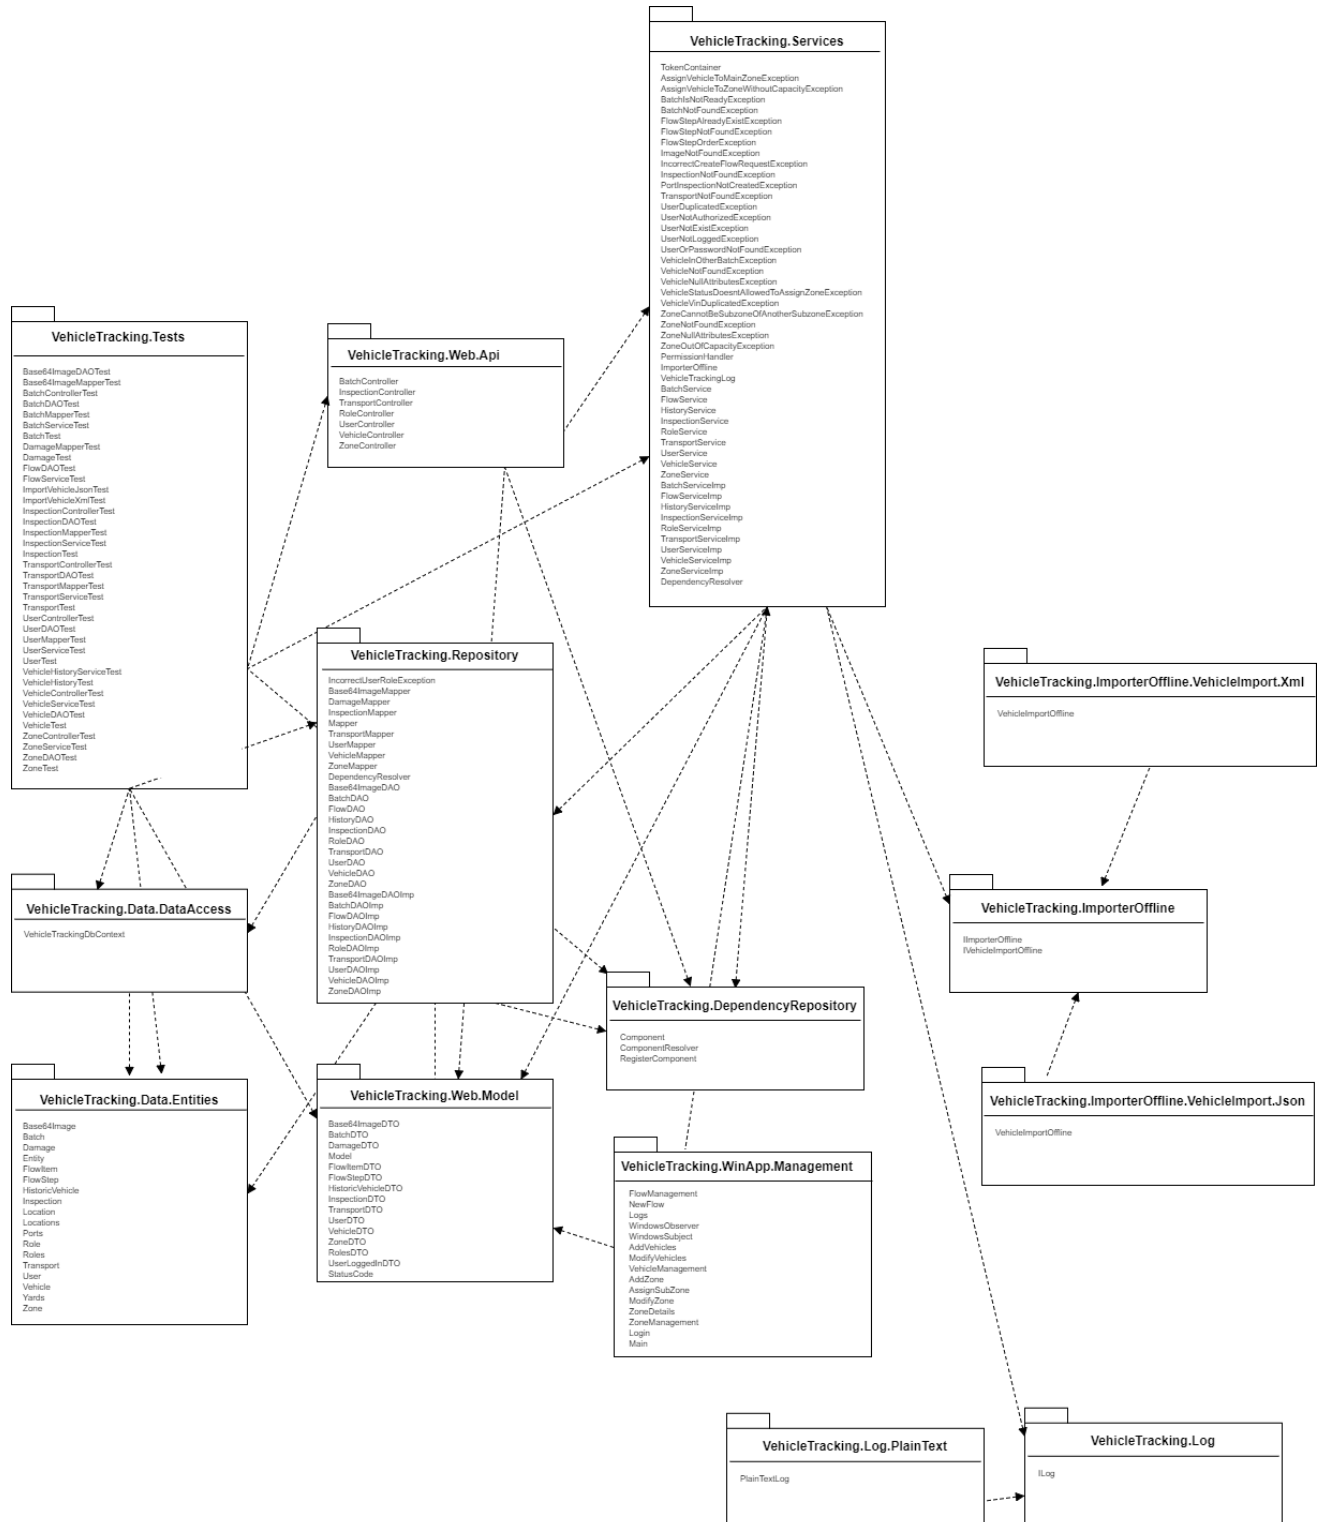 VehicleTracking.Services
TokenContainer
AssignVehicleToMainZoneException
AssignVehicleToZoneWithoutCapacityException
BatchIsNotReadyException
BatchNotFoundException
FlowStepAlreadyExistException
FlowStepNotFoundException
FlowStepOrderException
ImageNotFoundException
IncorrectCreateFlowRequestException
InspectionNotFoundException
PortInspectionNotCreatedException
TransportNotFoundException
UserDuplicatedException
UserNotAuthorizedException
UserNotExistException
UserNotLoggedException
UserOrPasswordNotFoundException
VehicleInOtherBatchException
VehicleNotFoundException
VehicleNullAttributesException
VehicleStatusDoesntAllowedToAssignZoneException
VehicleVinDuplicatedException
ZoneCannotBeSubzoneOfAnotherSubzoneException
ZoneNotFoundException
ZoneNullAttributesException
ZoneOutOfCapacityException
PermissionHandler
ImporterOffline
VehicleTrackingLog
BatchService
FlowService
HistoryService
InspectionService
RoleService
TransportService
UserService
VehicleService
ZoneService
BatchServiceImp
FlowServiceImp
HistoryServiceImp
InspectionServiceImp
RoleServiceImp
TransportServiceImp
UserServiceImp
VehicleServiceImp
ZoneServiceImp
DependencyResolver
VehicleTracking.Tests
Base64ImageDAOTest
Base64ImageMapperTest
BatchControllerTest
BatchDAOTest
BatchMapperTest
BatchServiceTest
BatchTest
DamageMapperTest
DamageTest
FlowDAOTest
FlowServiceTest
ImportVehicleJsonTest
ImportVehicleXmlTest
InspectionControllerTest
InspectionDAOTest
InspectionMapperTest
InspectionServiceTest
InspectionTest
TransportControllerTest
TransportDAOTest
TransportMapperTest
TransportServiceTest
TransportTest
UserControllerTest
UserDAOTest
UserMapperTest
UserServiceTest
UserTest
VehicleHistoryServiceTest
VehicleHistoryTest
VehicleControllerTest
VehicleServiceTest
VehicleDAOTest
VehicleTest
ZoneControllerTest
ZoneServiceTest
ZoneDAOTest
ZoneTest
VehicleTracking.Web.Api
BatchController
InspectionController
TransportController
RoleController
UserController
VehicleController
ZoneController
VehicleTracking.Repository
IncorrectUserRoleException
Base64ImageMapper
DamageMapper
InspectionMapper
Mapper
TransportMapper
UserMapper
VehicleMapper
ZoneMapper
DependencyResolver
Base64ImageDAO
BatchDAO
FlowDAO
HistoryDAO
InspectionDAO
RoleDAO
TransportDAO
UserDAO
VehicleDAO
ZoneDAO
Base64ImageDAOImp
BatchDAOImp
FlowDAOImp
HistoryDAOImp
InspectionDAOImp
RoleDAOImp
TransportDAOImp
UserDAOImp
VehicleDAOImp
ZoneDAOImp
VehicleTracking.ImporterOffline.VehicleImport.Xml
VehicleImportOffline
VehicleTracking.Data.DataAccess
VehicleTrackingDbContext
VehicleTracking.ImporterOffline
IImporterOffline
IVehicleImportOffline
VehicleTracking.DependencyRepository
Component
ComponentResolver
RegisterComponent
VehicleTracking.Data.Entities
Base64Image
Batch
Damage
Entity
FlowItem
FlowStep
HistoricVehicle
Inspection
Location
Locations
Ports
Role
Roles
Transport
User
Vehicle
Yards
Zone
VehicleTracking.Web.Model
Base64ImageDTO
BatchDTO
DamageDTO
Model
FlowItemDTO
FlowStepDTO
HistoricVehicleDTO
InspectionDTO
TransportDTO
UserDTO
VehicleDTO
ZoneDTO
RolesDTO
UserLoggedInDTO
StatusCode
VehicleTracking.ImporterOffline.VehicleImport.Json
VehicleImportOffline
VehicleTracking.WinApp.Management
FlowManagement
NewFlow
Logs
WindowsObserver
WindowsSubject
AddVehicles
ModifyVehicles
VehicleManagement
AddZone
AssignSubZone
ModifyZone
ZoneDetails
ZoneManagement
Login
Main
VehicleTracking.Log.PlainText
PlainTextLog
VehicleTracking.Log
ILog